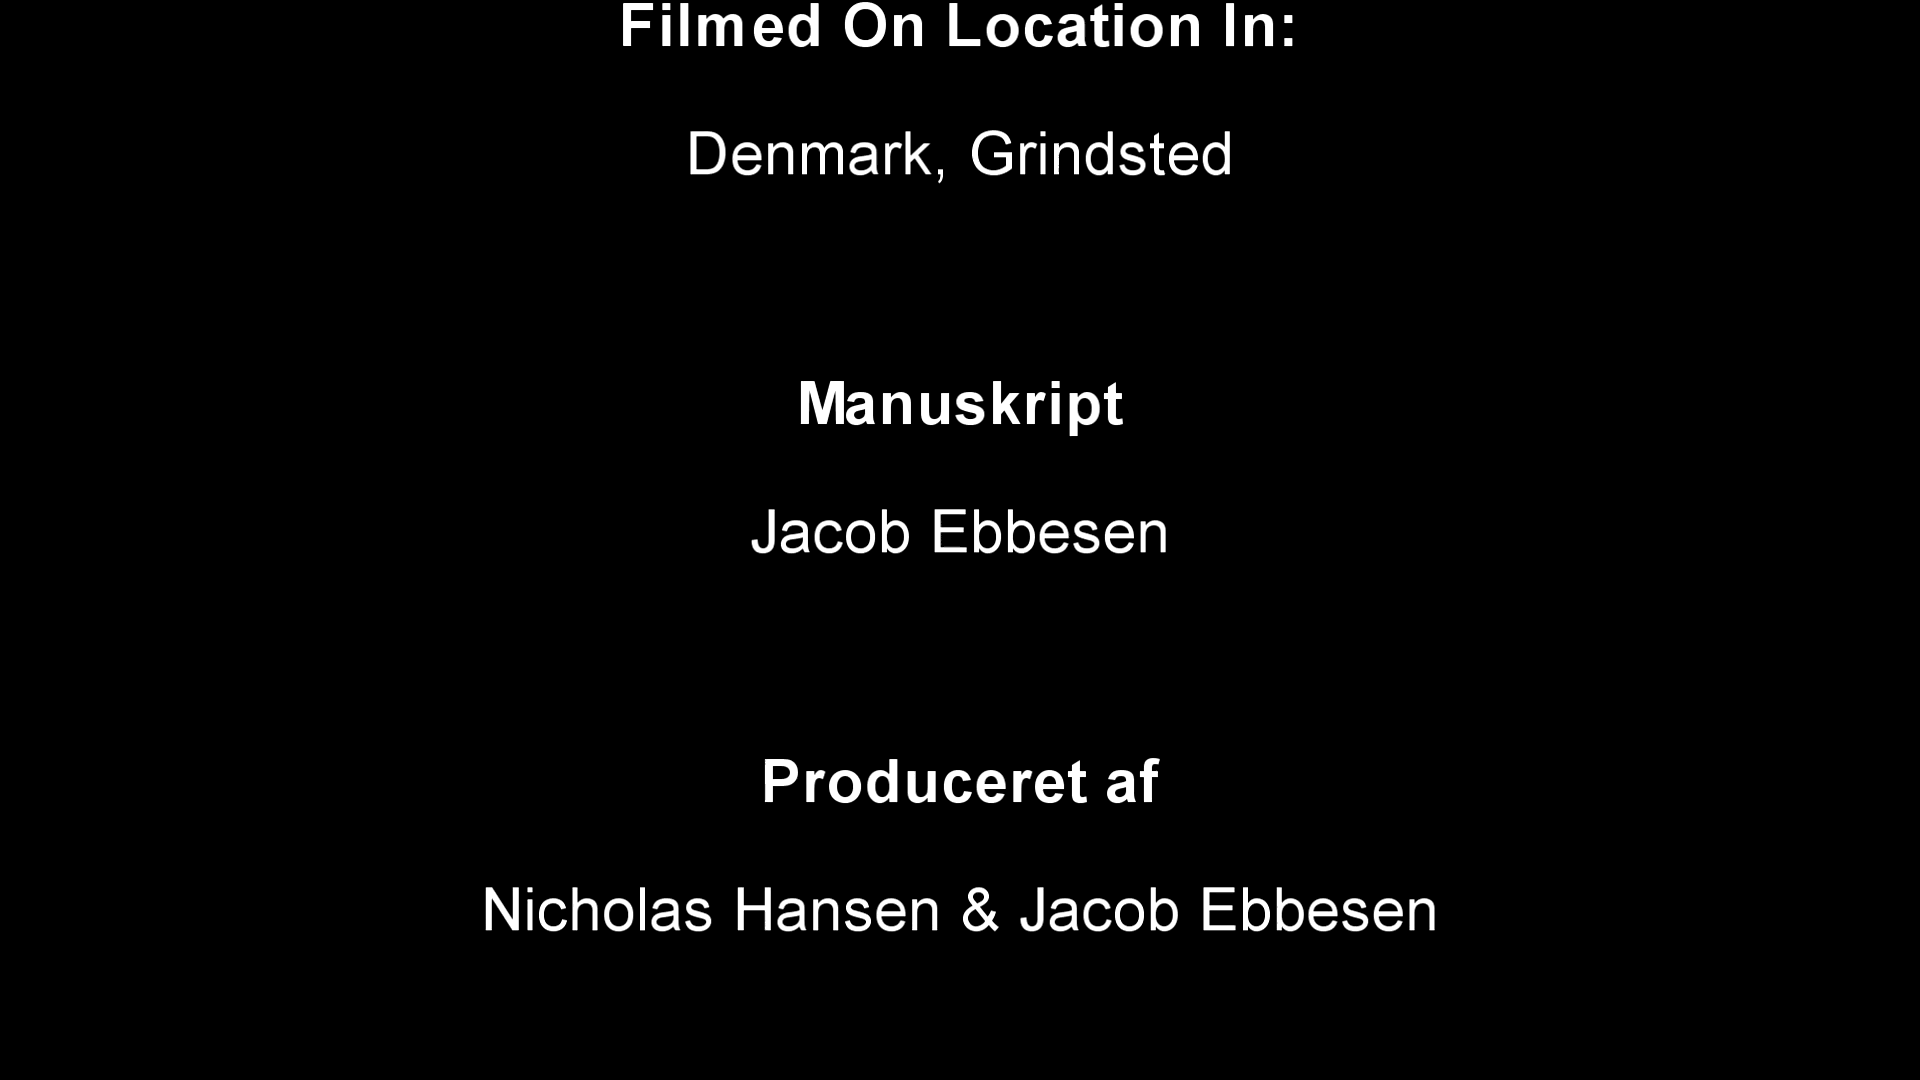 Filmed On Location In:
Denmark, Grindsted
Manuskript
Jacob Ebbesen
Produceret af
Nicholas Hansen & Jacob Ebbesen